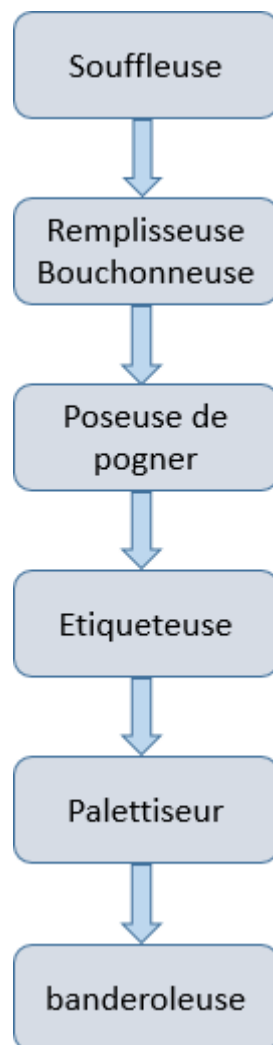 Souffleuse
Remplisseuse
Bouchonneuse
Poseuse de
pogner
Etiqueteuse
Palettiseur
banderoleuse